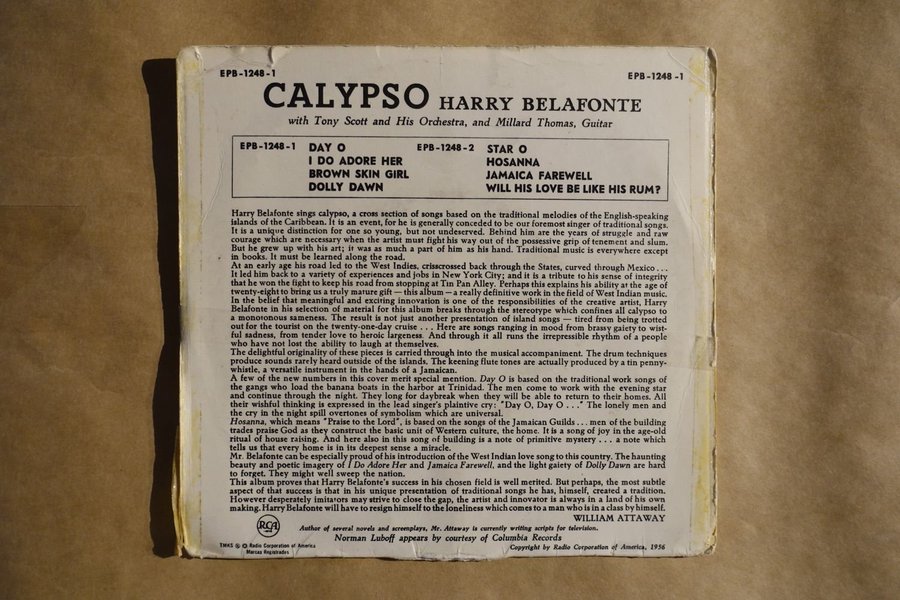 EPB-1248-1 EPB-1248-1
CALYPSO HARRY BELAFONTE
with Tony Scott and His Orchestra, and Millard Thomas, Guitar
EPB-1248-1 DAY O EPB-1248-2 STAR O
I DO ADORE HER HOSANNA
BROWN SKIN GIRL JAMAICA FAREWELL
DOLLY DAWN WILL HIS LOVE BE LIKE HIS RUM?
Harry Belafonte sings calypso, a cross section of songs based on the traditional melodies of the English-speaking
islands of the Caribbean. It is an event, for he is generally conceded to be our foremost singer of traditional songs.
It is a unique distinction for one so young, but not undeserved. Behind him are the years of struggle and raw
courage which are necessary when the artist must fight his way out of the possessive grip of tenement and slum.
But he grew up with his art; it was as much a part of him as his hand. Traditional music is everywhere except
in books. It must be learned along the road.
At an early age his road led to the West Indies, crisscrossed back through the States, curved through Mexico...
It led him back to a variety of experiences and jobs in New York City; and it is a tribute to his sense of integrity
that he won the fight to keep his road from stopping at Tin Pan Alley. Perhaps this explains his ability at the age of
twenty-eight to bring us a truly mature gift — this album — a really definitive work in the field of West Indian music.
In the belief that meaningful and exciting innovation is one of the responsibilities of the creative artist, Harry
Belafonte in his selection of material for this album breaks through the stereotype which confines all calypso to
a monotonous sameness. The result is not just another presentation of island songs — tired from being trotted
out for the tourist on the twenty-one-day cruise ... Here are songs ranging in mood from brassy gaiety to wist-
ful sadness, from tender love to heroic largeness. And through it all runs the irrepressible rhythm of a people
who have not lost the ability to laugh at themselves.
The delightful originality of these pieces is carried through into the musical accompaniment. The drum techniques
produce sounds rarely heard outside of the islands. The keening flute tones are actually produced by a tin penny-
whistle, a versatile instrument in the hands of a Jamaican.
A few of the new numbers in this cover merit special mention. Day O is based on the traditional work songs of
the gangs who load the banana boats in the harbor at Trinidad. The men come to work with the evening star
and continue through the night. They long for daybreak when they will be able to return to their homes. All
their wishful thinking is expressed in the lead singer's plaintive cry: "Day O, Day O ..." The lonely men and
the cry in the night spill overtones of symbolism which are universal.
Hosanna, which means "Praise to the Lord", is based on the songs of the Jamaican Guilds ... men of the building
trades praise God as they construct the basic unit of Western culture, the home. It is a song of joy in the age-old
ritual of house raising. And here also in this song of building is a note of primitive mystery ... a note which
tells us that every home is in its deepest sense a miracle.
Mr. Belafonte can be especially proud of his introduction of the West Indian love song to this country. The haunting
beauty and poetic imagery of I Do Adore Her and Jamaica Farewell, and the light gaiety of Dolly Dawn are hard
to forget. They might well sweep the nation.
This album proves that Harry Belafonte's success in his chosen field is well merited. But perhaps, the most subtle
aspect of that success is that in his unique presentation of traditional songs he has, himself, created a tradition.
However desperately imitators may strive to close the gap, the artist and innovator is always in a land of his own
making. Harry Belafonte will have to resign himself to the loneliness which comes to a man who is in a class by himself.
WILLIAM ATTAWAY
RCA
Author of several novels and screenplays, Mr. Attaway is currently writing scripts for television.
Norman Luboff appears by courtesy of Columbia Records
TMKS ® © Radio Corporation of America
Marcas Registrados
Copyright by Radio Corporation of America, 1956